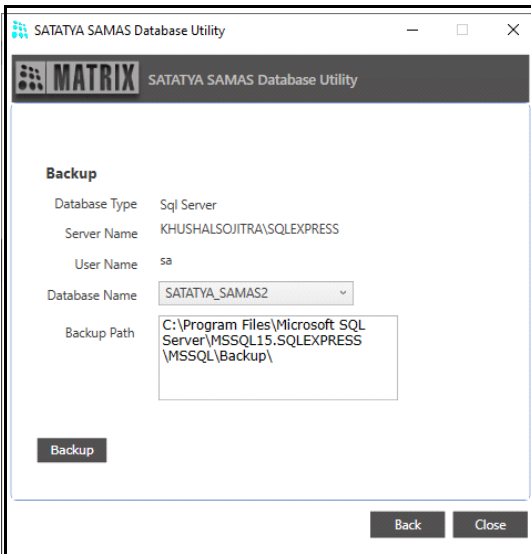 SATATYA SAMAS Database Utility
MATRIX SATATYA SAMAS Database Utility
Backup
Database Type Sql Server
Server Name KHUSHALSOJITRA\SQLEXPRESS
User Name sa
Database Name SATATYA_SAMAS2
Backup Path C:\Program Files\Microsoft SQL
Server\MSSQL15.SQLEXPRESS
\MSSQL\Backup\
Backup
Back Close